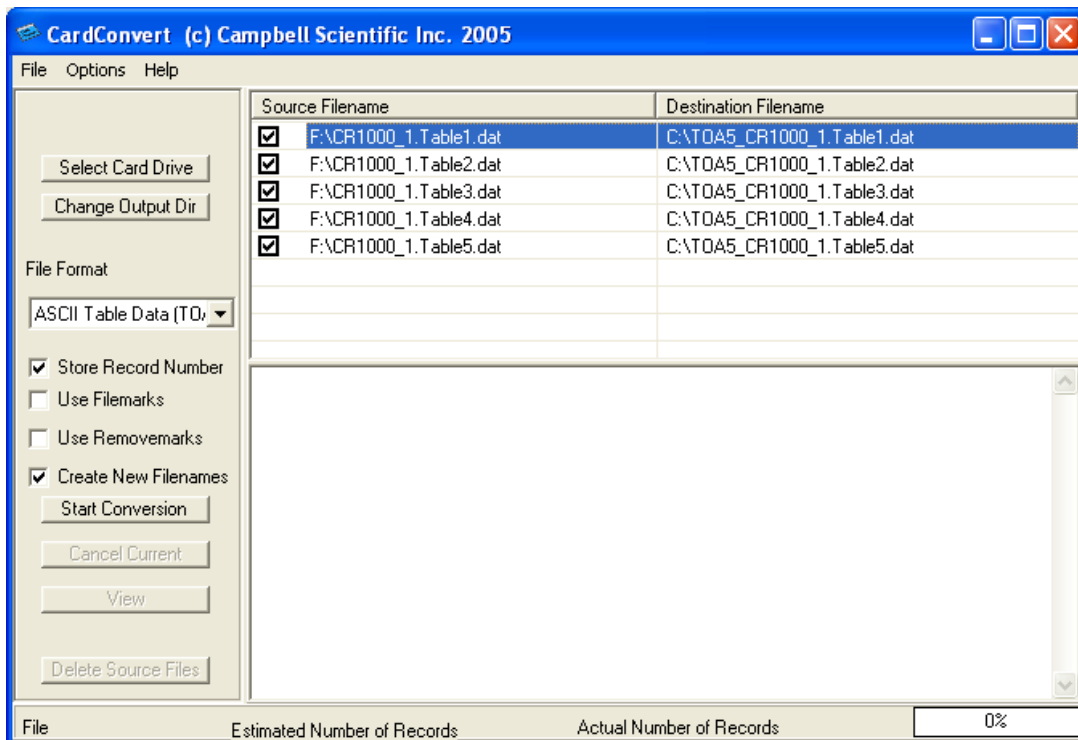 CardConvert (c) Campbell Scientific Inc. 2005
File Options Help
Select Card Drive
Change Output Dir
File Format
ASCII Table Data (TO
Store Record Number
Use Filemarks
Use Removemarks
Create New Filenames
Start Conversion
Cancel Current
View
Delete Source Files
Source Filename Destination Filename
F:\CR1000_1.Table1.dat C:\TOA5_CR1000_1.Table1.dat
F:\CR1000_1.Table2.dat C:\TOA5_CR1000_1.Table2.dat
F:\CR1000_1.Table3.dat C:\TOA5_CR1000_1.Table3.dat
F:\CR1000_1.Table4.dat C:\TOA5_CR1000_1.Table4.dat
F:\CR1000_1.Table5.dat C:\TOA5_CR1000_1.Table5.dat
File Estimated Number of Records Actual Number of Records 0%